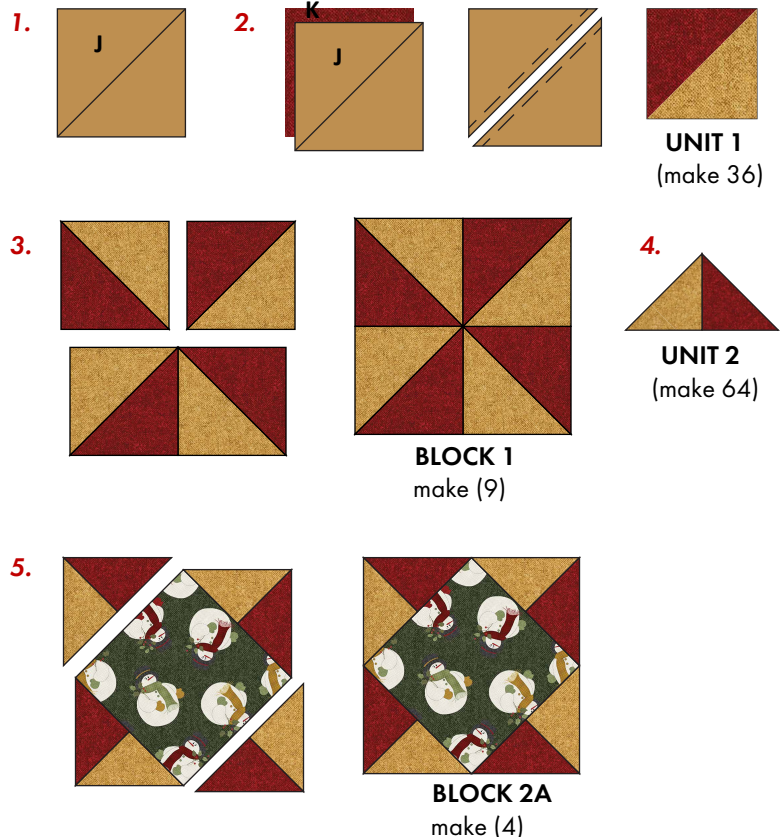 1.
J
2.
K
J
UNIT 1
(make 36)
3.
BLOCK 1
make (9)
4.
UNIT 2
(make 64)
5.
BLOCK 2A
make (4)